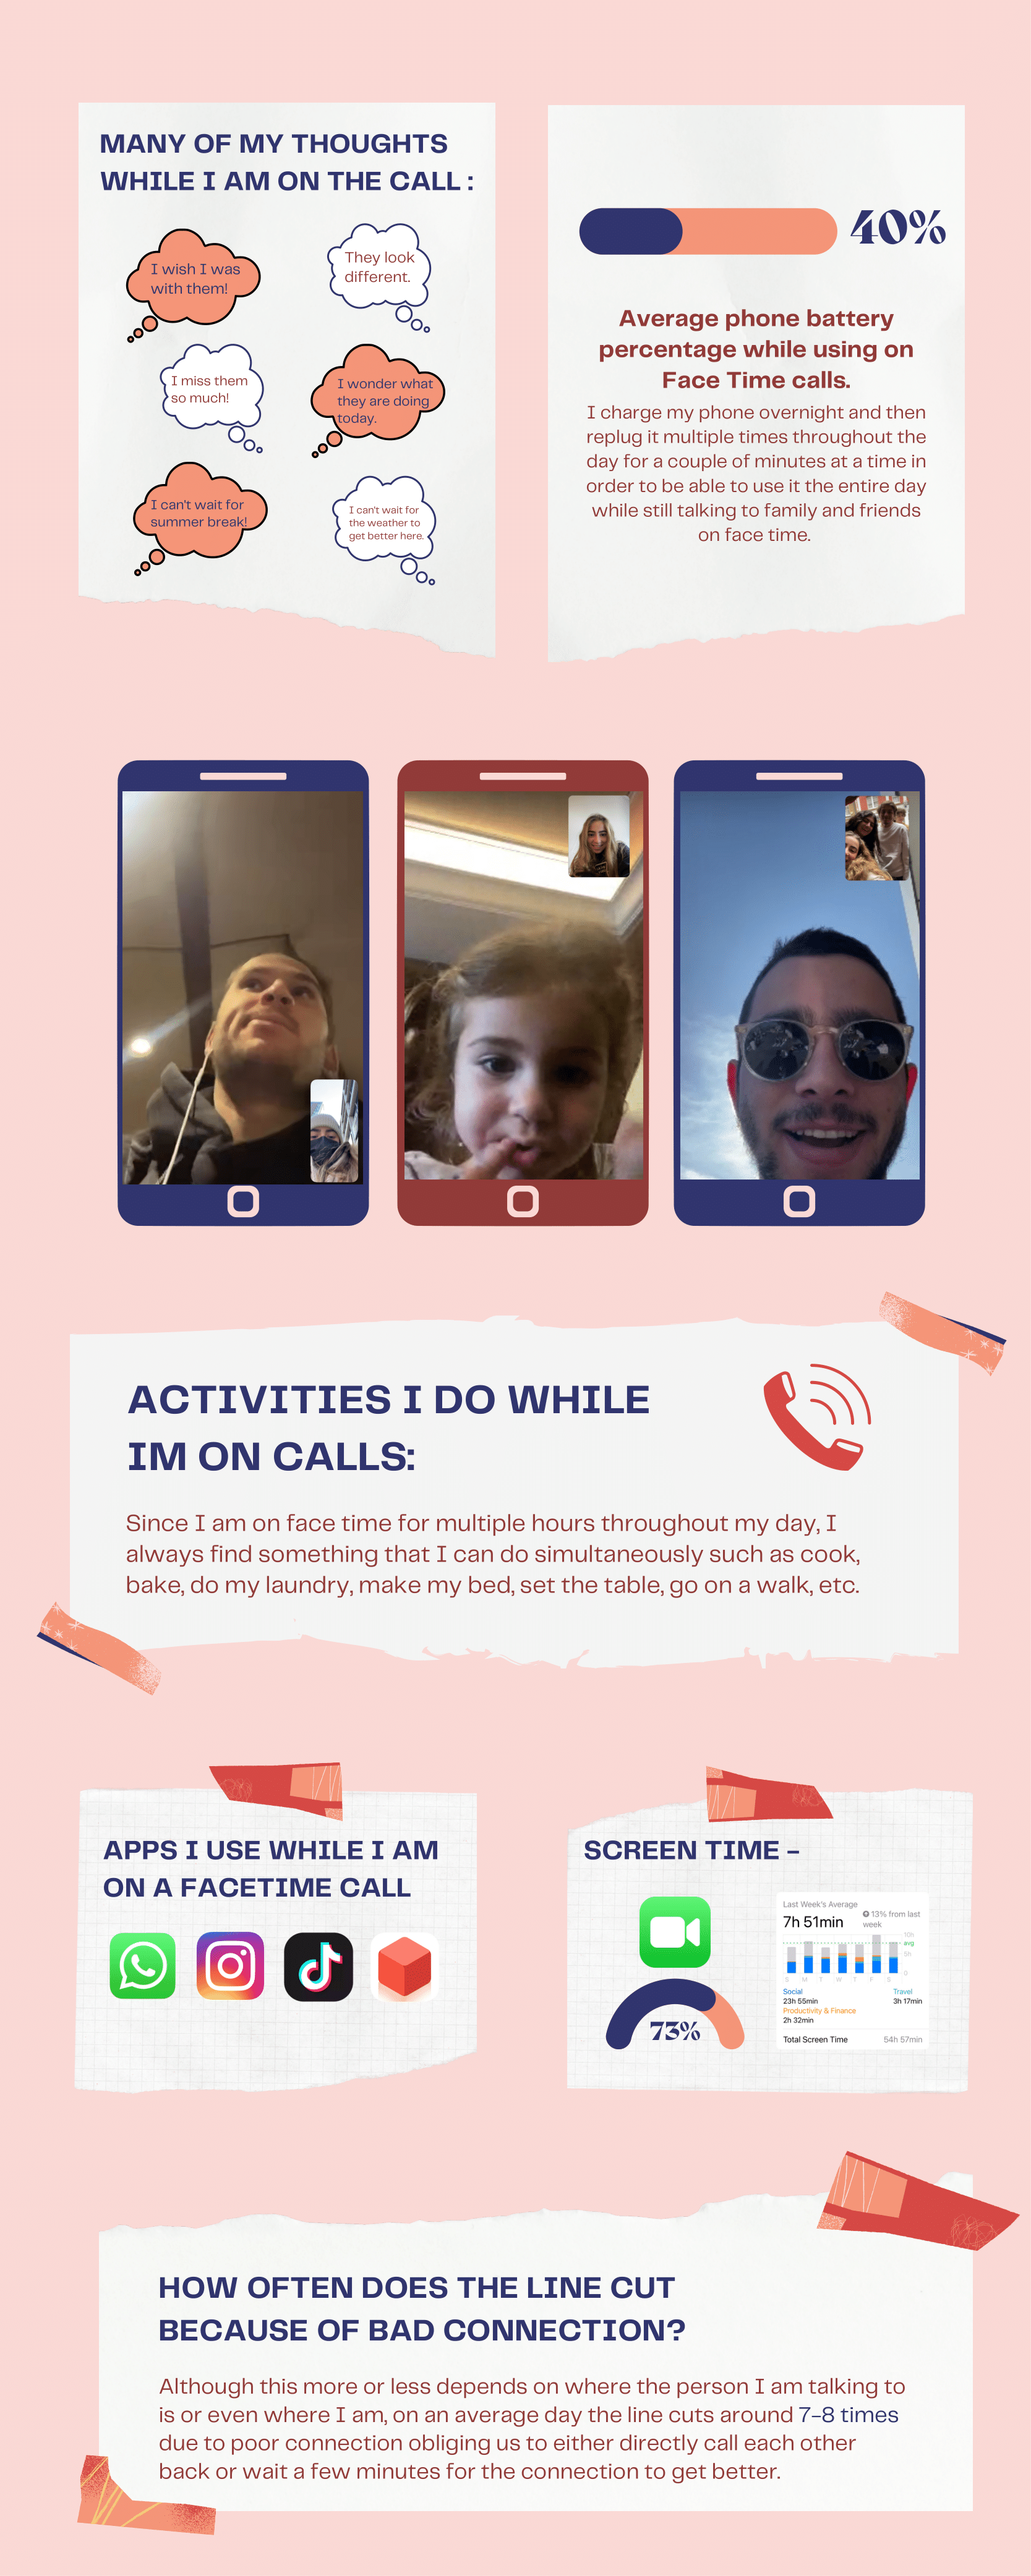 MANY OF MY THOUGHTS
WHILE I AM ON THE CALL :
I wish I was
with them!
They look
different.
I miss them
so much!
I wonder what
they are doing
today.
I can't wait for
summer break!
I can't wait for
the weather to
get better here.
40%
Average phone battery
percentage while using on
Face Time calls.
I charge my phone overnight and then
replug it multiple times throughout the
day for a couple of minutes at a time in
order to be able to use it the entire day
while still talking to family and friends
on face time.
ACTIVITIES I DO WHILE
IM ON CALLS:
Since I am on face time for multiple hours throughout my day, I
always find something that I can do simultaneously such as cook,
bake, do my laundry, make my bed, set the table, go on a walk, etc.
APPS I USE WHILE I AM
ON A FACETIME CALL
SCREEN TIME -
73%
Last Week's Average
7h 51min
13% from last
week
10h
avg
5h
0
S M T W T F S
Social
23h 55min
Travel
3h 17min
Productivity & Finance
2h 32min
Total Screen Time
54h 57min
HOW OFTEN DOES THE LINE CUT
BECAUSE OF BAD CONNECTION?
Although this more or less depends on where the person I am talking to
is or even where I am, on an average day the line cuts around 7-8 times
due to poor connection obliging us to either directly call each other
back or wait a few minutes for the connection to get better.